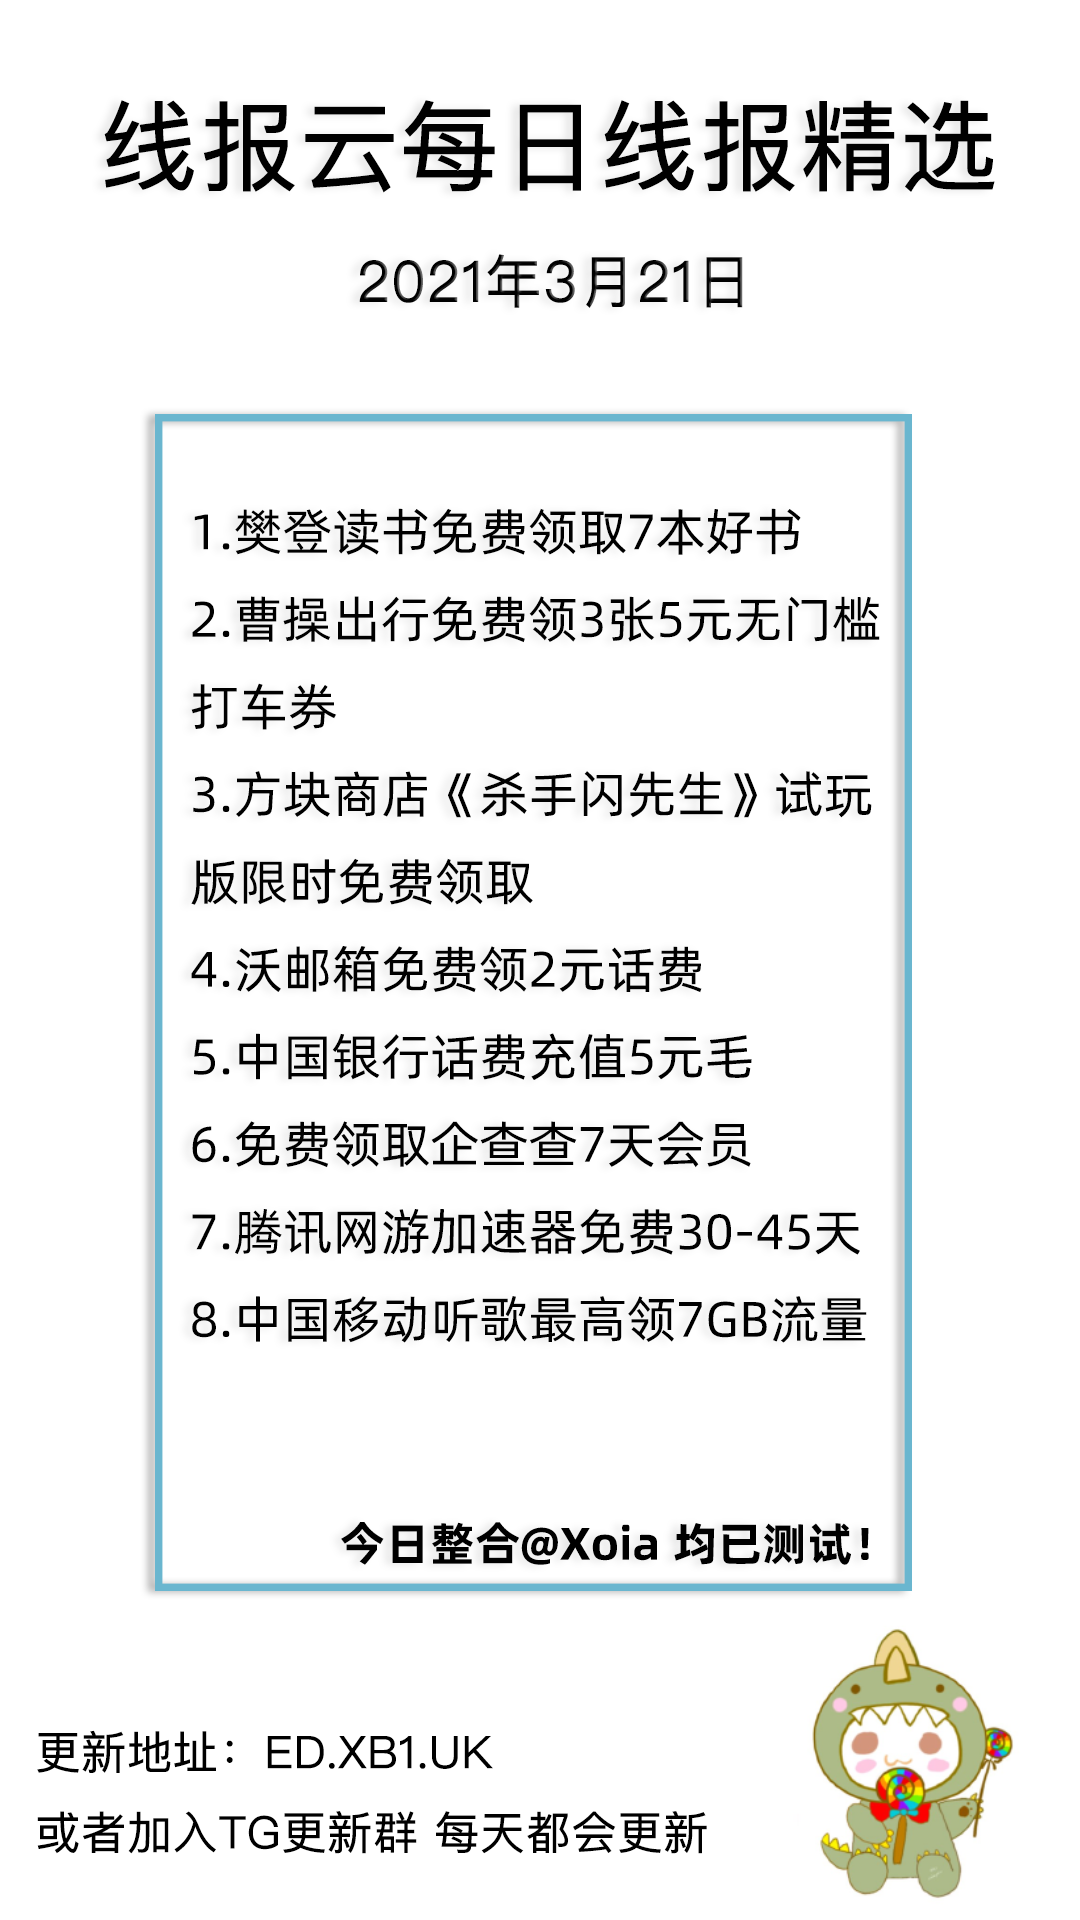 线报云每日线报精选
2021年3月21日
1.樊登读书免费领取7本好书
2.曹操出行免费领3张5元无门槛
打车券
3.方块商店《杀手闪先生》试玩
版限时免费领取
4.沃邮箱免费领2元话费
5.中国银行话费充值5元毛
6.免费领取企查查7天会员
7.腾讯网游加速器免费30-45天
8.中国移动听歌最高领7GB流量
今日整合@Xoia 均已测试！
更新地址：ED.XB1.UK
或者加入TG更新群 每天都会更新